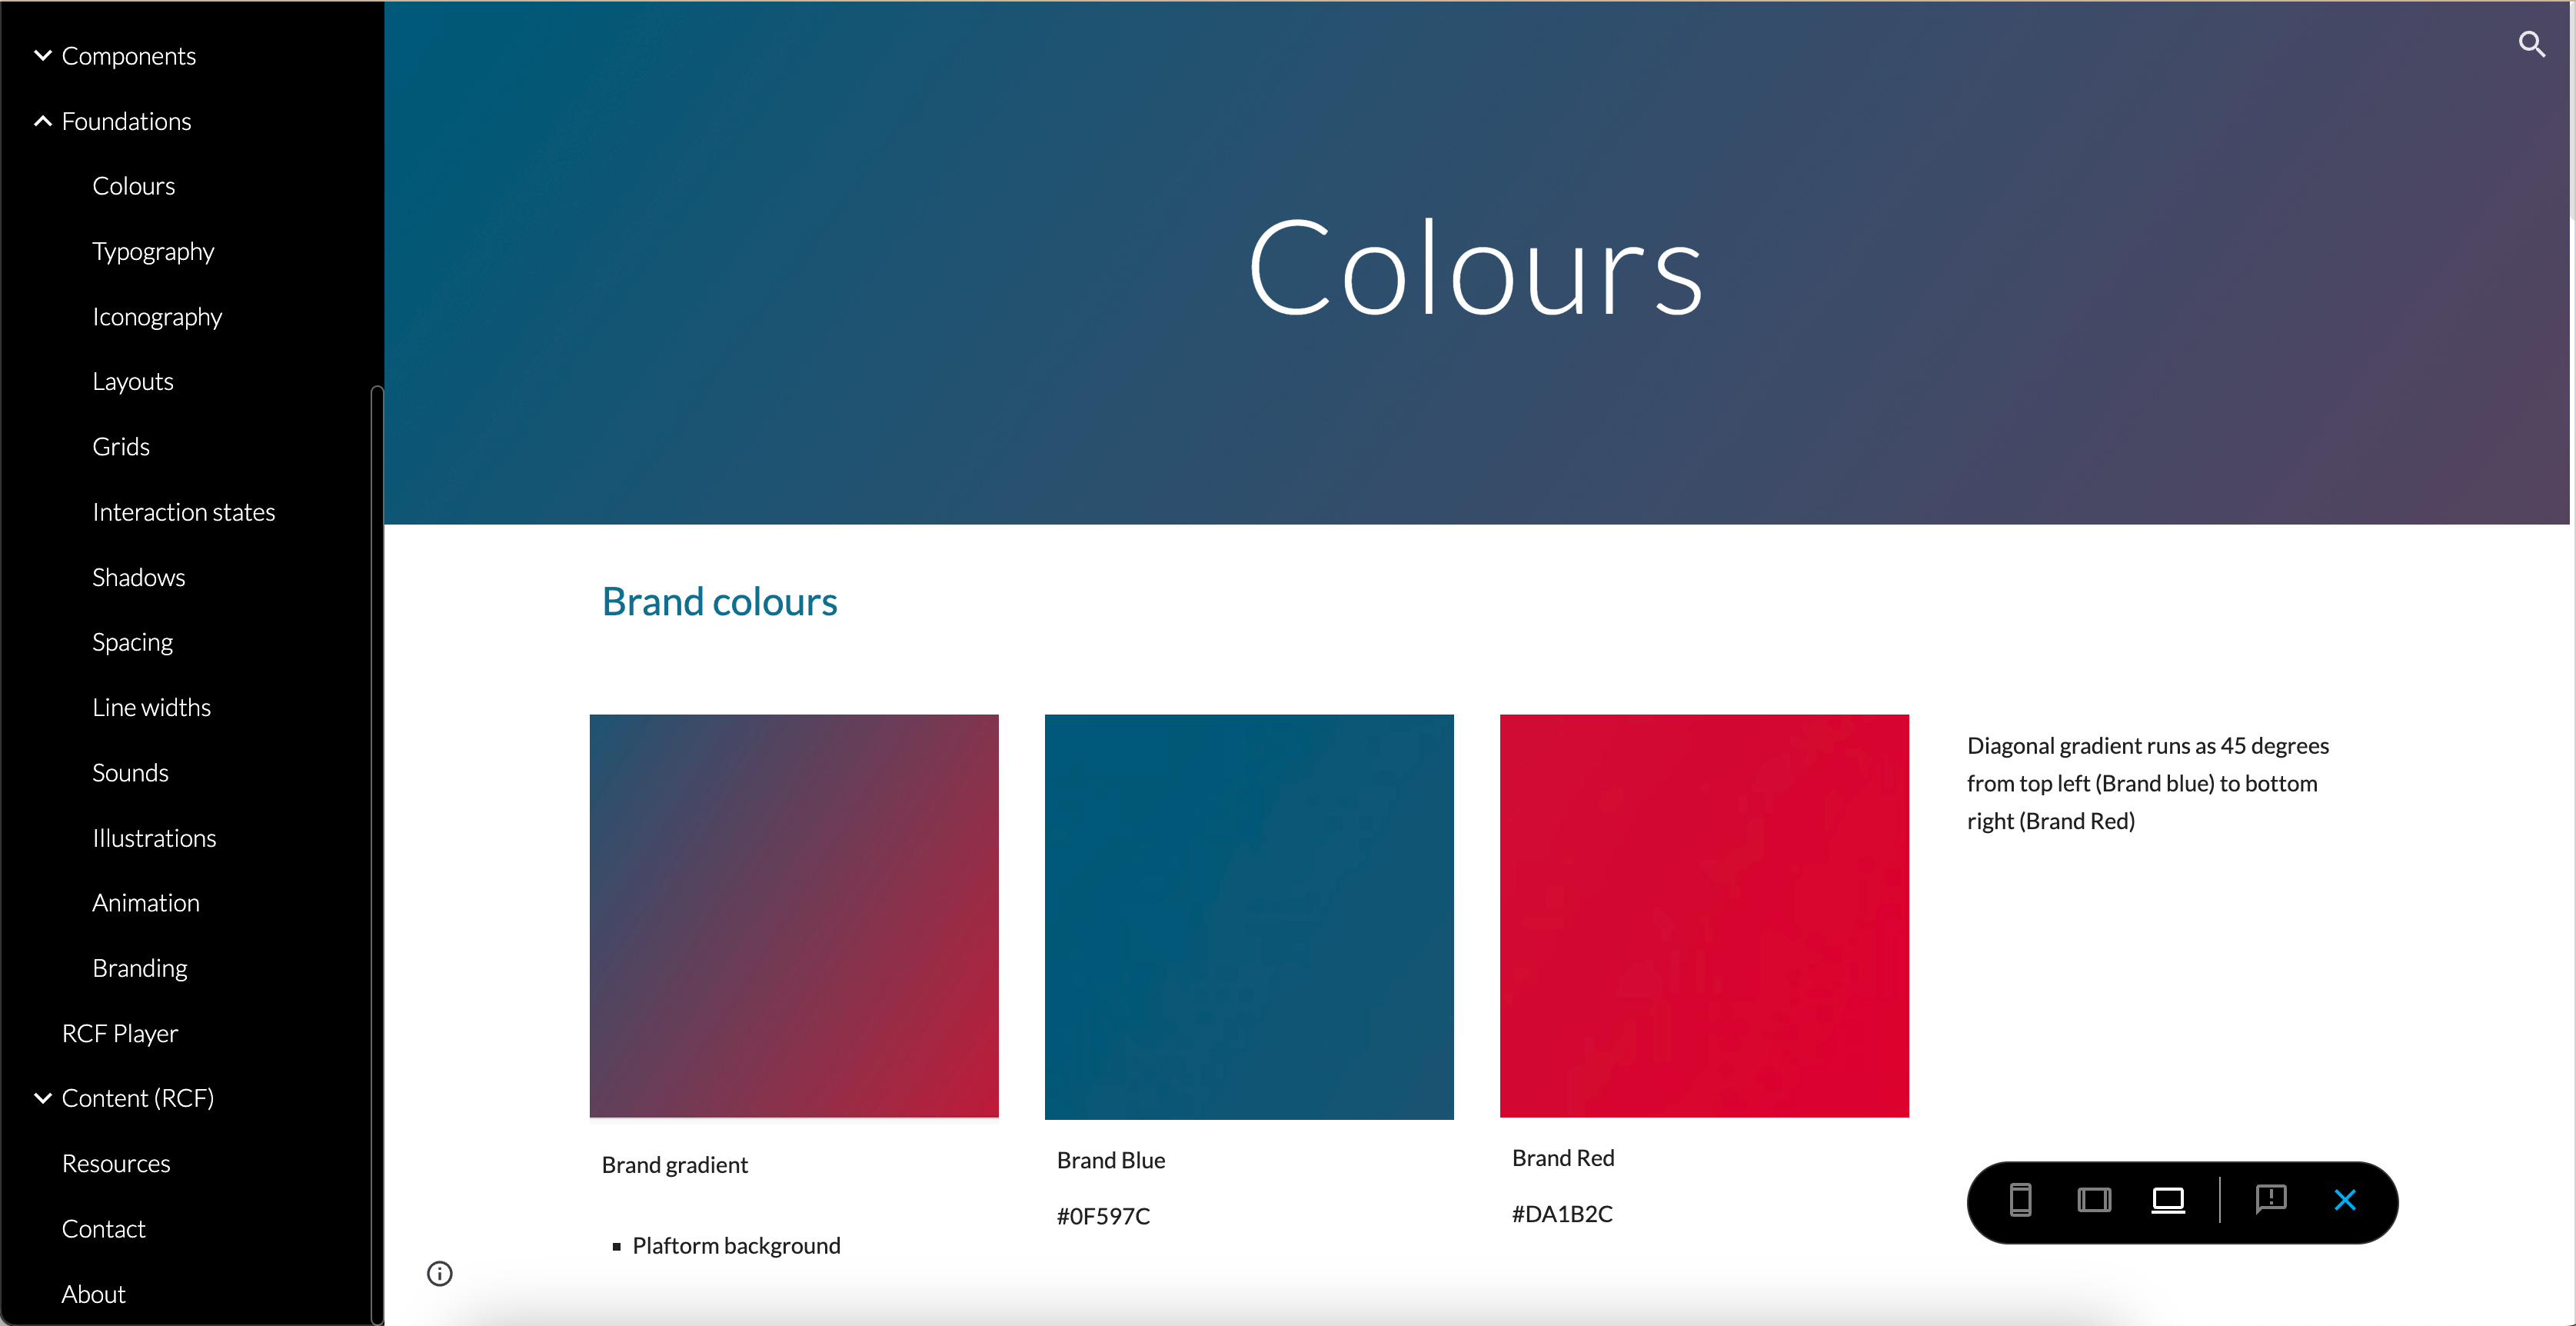 Components
Foundations
Colours
Typography
Iconography
Layouts
Grids
Interaction states
Shadows
Spacing
Line widths
Sounds
Illustrations
Animation
Branding
RCF Player
Content (RCF)
Resources
Contact
About
Colours
Brand colours
Diagonal gradient runs as 45 degrees
from top left (Brand blue) to bottom
right (Brand Red)
Brand gradient
Plaftorm background
Brand Blue
#0F597C
Brand Red
#DA1B2C